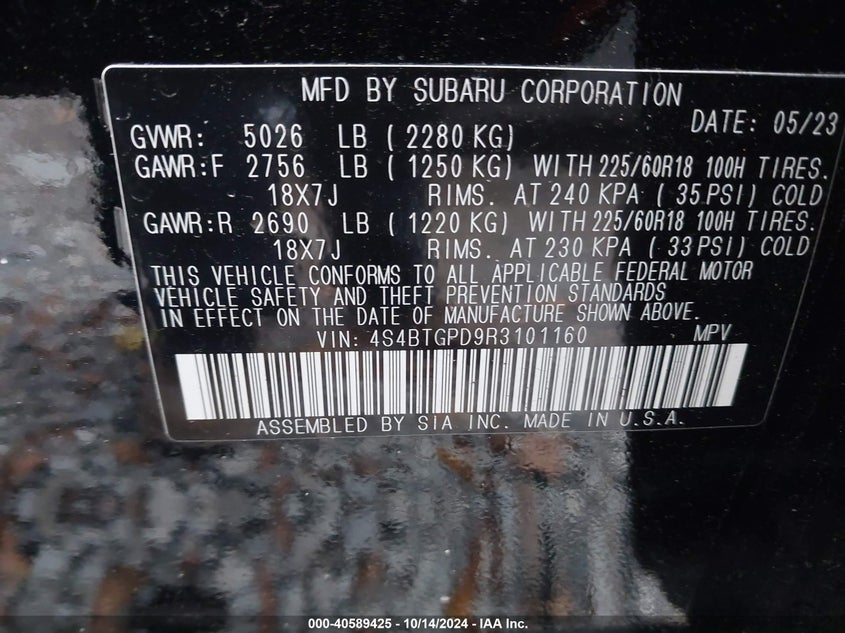 MFD BY SUBARU CORPORATION
DATE: 05/23
GVWR: 5026 LB ( 2280 KG)
GAWR:F 2756 LB ( 1250 KG) WITH 225/60R18 100H TIRES.
18X7J RIMS. AT 240 KPA ( 35 PSI) COLD
GAWR:R 2690 LB ( 1220 KG) WITH 225/60R18 100H TIRES.
18X7J RIMS. AT 230 KPA ( 33 PSI) COLD
THIS VEHICLE CONFORMS TO ALL APPLICABLE FEDERAL MOTOR
VEHICLE SAFETY AND THEFT PREVENTION STANDARDS
IN EFFECT ON THE DATE OF MANUFACTURE SHOWN ABOVE.
VIN: 4S4BTGPD9R3101160 MPV
ASSEMBLED BY SIA INC. MADE IN U.S.A.
000-40589425 - 10/14/2024 - IAA Inc.